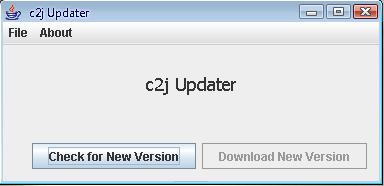 c2j Updater
File About
c2j Updater
Check for New Version Download New Version